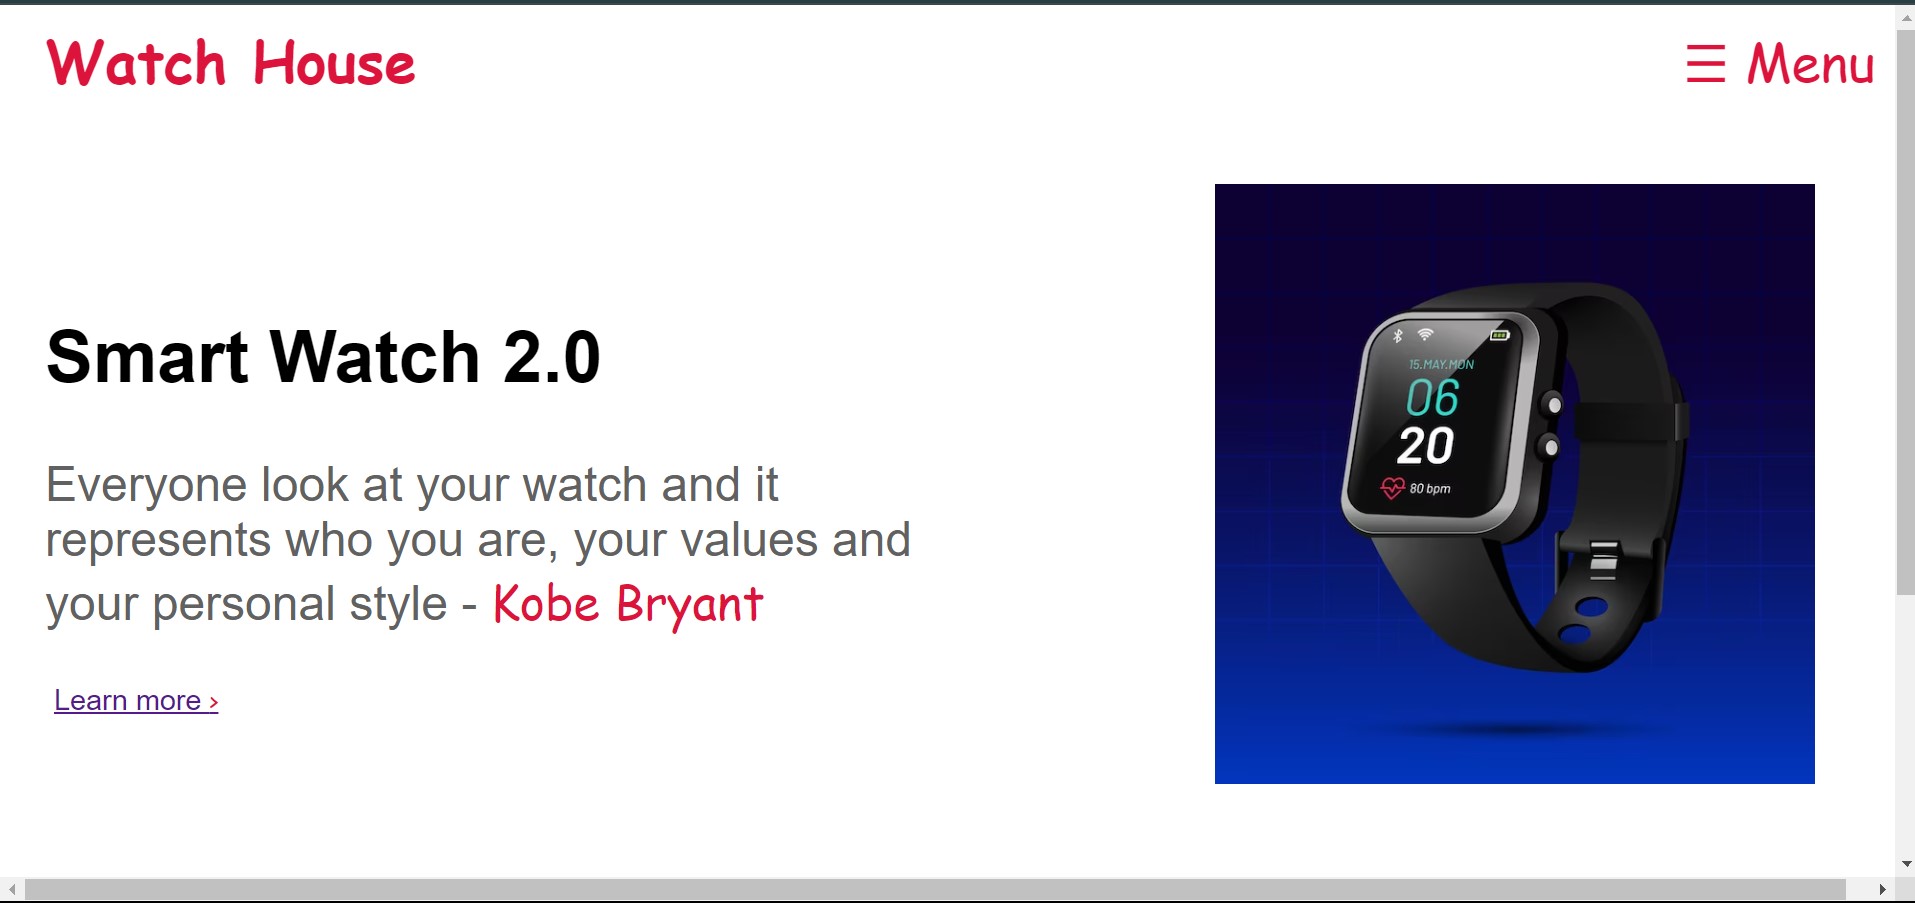 Watch House
☰ Menu
Smart Watch 2.0
Everyone look at your watch and it
represents who you are, your values and
your personal style - Kobe Bryant
Learn more ›
15.MAY.MON
06
20
80 bpm